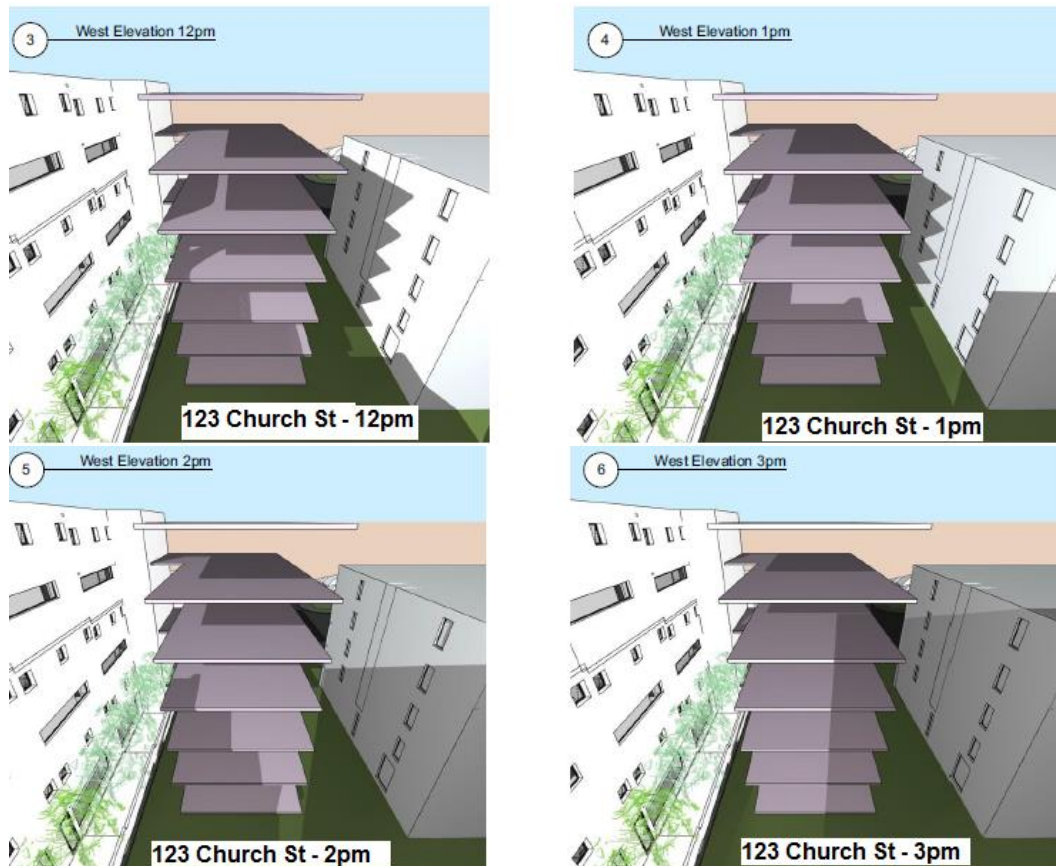 3 West Elevation 12pm
4 West Elevation 1pm
123 Church St - 12pm
123 Church St - 1pm
5 West Elevation 2pm
6 West Elevation 3pm
123 Church St - 2pm
123 Church St - 3pm